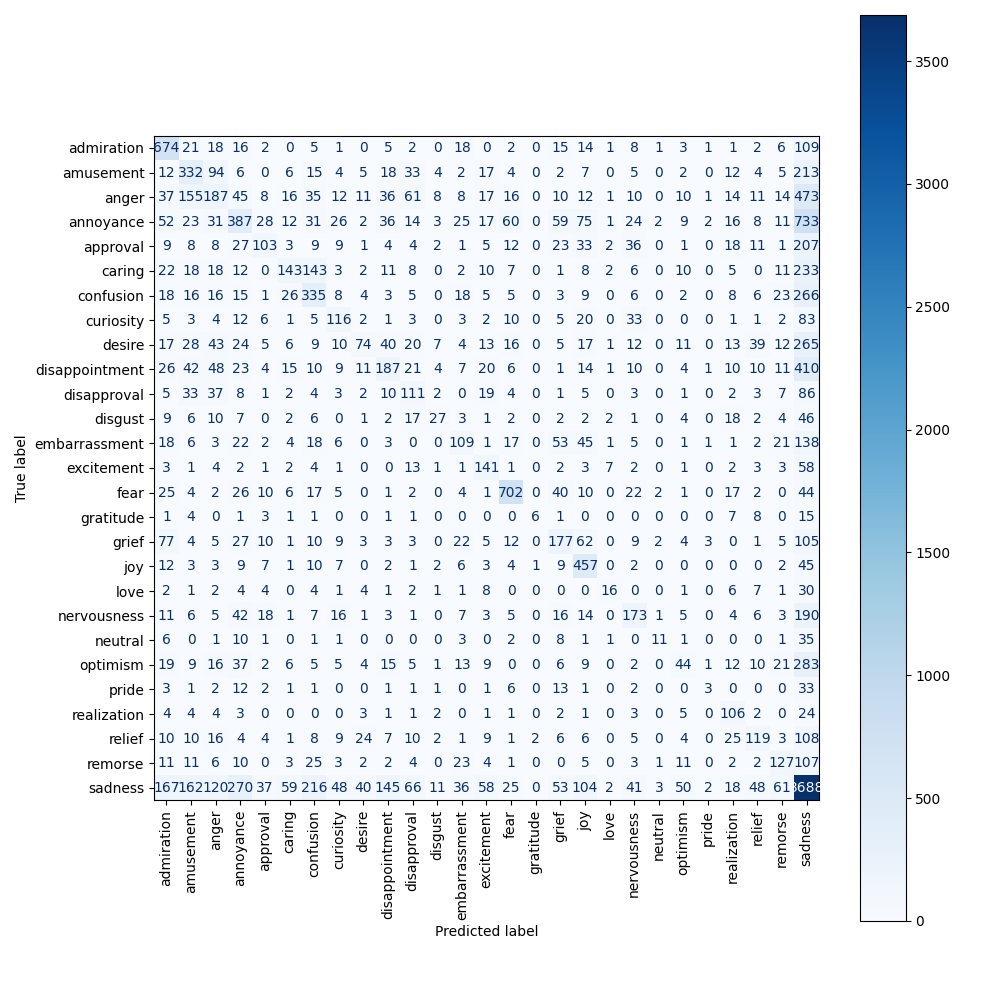 admiration 674 21 18 16 2 0 5 1 0 5 2 0 18 0 2 0 15 14 1 8 1 3 1 1 2 6 109
amusement 12 332 94 6 0 6 15 4 5 18 33 4 2 17 4 0 2 7 0 5 0 2 0 12 4 5 213
anger 37 155 187 45 8 16 35 12 11 36 61 8 8 17 16 0 10 12 1 10 0 10 1 14 11 14 473
annoyance 52 23 31 387 28 12 31 26 2 36 14 3 25 17 60 0 59 75 1 24 2 9 2 16 8 11 733
approval 9 8 8 27 103 3 9 9 1 4 4 2 1 5 12 0 23 33 2 36 0 1 0 18 11 1 207
caring 22 18 18 12 0 143 143 3 2 11 8 0 2 10 7 0 1 8 2 6 0 10 0 5 0 11 233
confusion 18 16 16 15 1 26 335 8 4 3 5 0 18 5 5 0 3 9 0 6 0 2 0 8 6 23 266
curiosity 5 3 4 12 6 1 5 116 2 1 3 0 3 2 10 0 5 20 0 33 0 0 0 1 1 2 83
desire 17 28 43 24 5 6 9 10 74 40 20 7 4 13 16 0 5 17 1 12 0 11 0 13 39 12 265
disappointment 26 42 48 23 4 15 10 9 11 187 21 4 7 20 6 0 1 14 1 10 0 4 1 10 10 11 410
disapproval 5 33 37 8 1 2 4 3 2 10 111 2 0 19 4 0 1 5 0 3 0 1 0 2 3 7 86
disgust 9 6 10 7 0 2 6 0 1 2 17 27 3 1 2 0 2 2 2 1 0 4 0 18 2 4 46
embarrassment 18 6 3 22 2 4 18 6 0 3 0 0 109 1 17 0 53 45 1 5 0 1 1 1 2 21 138
excitement 3 1 4 2 1 2 4 1 0 0 13 1 1 141 1 0 2 3 7 2 0 1 0 2 3 3 58
fear 25 4 2 26 10 6 17 5 0 1 2 0 4 1 702 0 40 10 0 22 2 1 0 17 2 0 44
gratitude 1 4 0 1 3 1 1 0 0 1 1 0 0 0 0 6 1 0 0 0 0 0 0 7 8 0 15
grief 77 4 5 27 10 1 10 9 3 3 3 0 22 5 12 0 177 62 0 9 2 4 3 0 1 5 105
joy 12 3 3 9 7 1 10 7 0 2 1 2 6 3 4 1 9 457 0 2 0 0 0 0 0 2 45
love 2 1 2 4 4 0 4 1 4 1 2 1 1 8 0 0 0 0 16 0 0 1 0 6 7 1 30
nervousness 11 6 5 42 18 1 7 16 1 3 1 0 7 3 5 0 16 14 0 173 1 5 0 4 6 3 190
neutral 6 0 1 10 1 0 1 1 0 0 0 0 3 0 2 0 8 1 1 0 11 1 0 0 0 1 35
optimism 19 9 16 37 2 6 5 5 4 15 5 1 13 9 0 0 6 9 0 2 0 44 1 12 10 21 283
pride 3 1 2 12 2 1 1 0 0 1 1 1 0 1 6 0 13 1 0 2 0 0 3 0 0 0 33
realization 4 4 4 3 0 0 0 0 3 1 1 2 0 1 1 0 2 1 0 3 0 5 0 106 2 0 24
relief 10 10 16 4 4 1 8 9 24 7 10 2 1 9 1 2 6 6 0 5 0 4 0 25 119 3 108
remorse 11 11 6 10 0 3 25 3 2 2 4 0 23 4 1 0 0 5 0 3 1 11 0 2 2 127 107
sadness 167 162 120 270 37 59 216 48 40 145 66 11 36 58 25 0 53 104 2 41 3 50 2 18 48 61 3688
admiration amusement anger annoyance approval caring confusion curiosity desire disappointment disapproval disgust embarrassment excitement fear gratitude grief joy love nervousness neutral optimism pride realization relief remorse sadness
Predicted label
True label
3500
3000
2500
2000
1500
1000
500
0